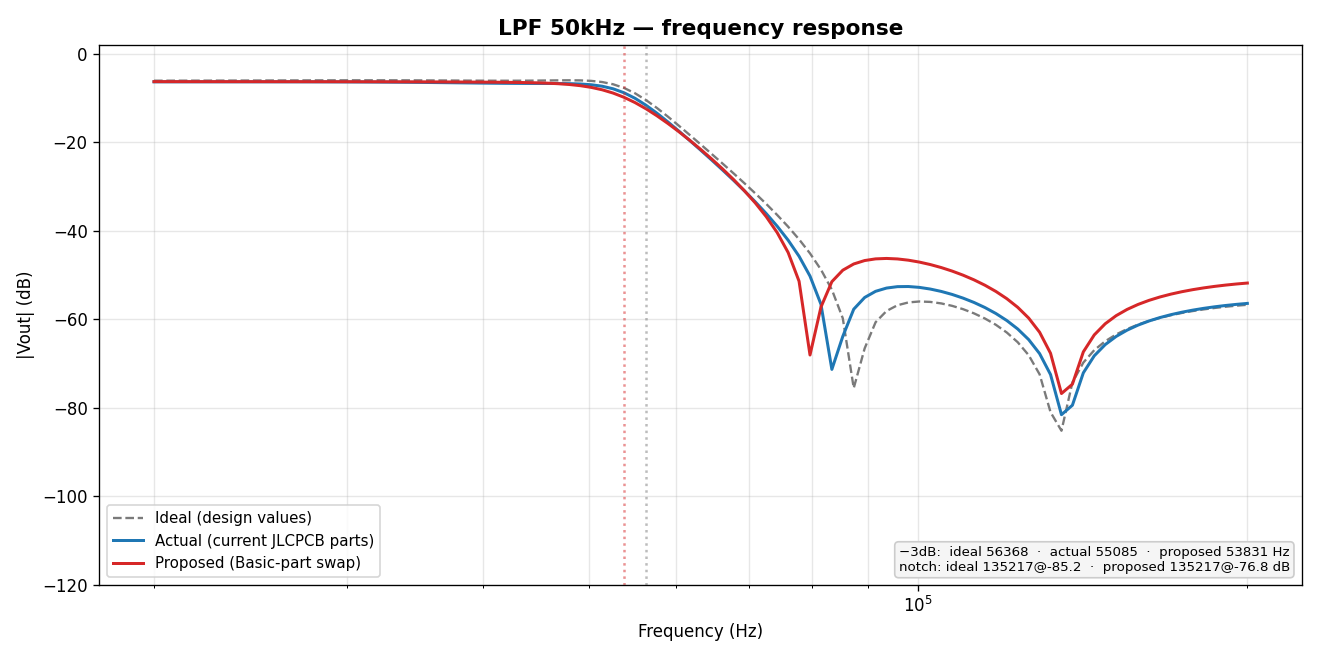 LPF 50kHz — frequency response
|Vout| (dB)
0
−20
−40
−60
−80
−100
−120
Ideal (design values)
Actual (current JLCPCB parts)
Proposed (Basic-part swap)
−3dB:  ideal 56368  ·  actual 55085  ·  proposed 53831 Hz
notch: ideal 135217@-85.2  ·  proposed 135217@-76.8 dB
10⁵
Frequency (Hz)